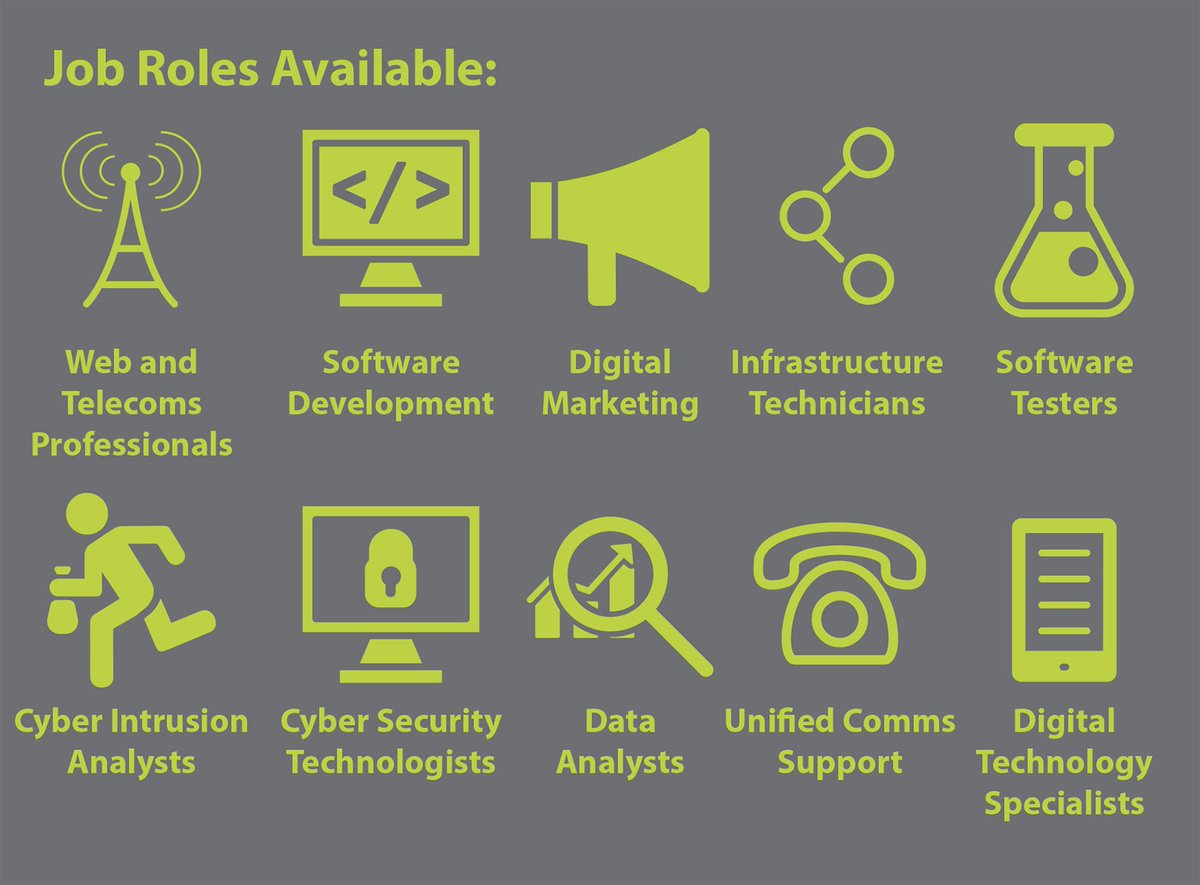 Job Roles Available:
Web and
Telecoms
Professionals
Software
Development
Digital
Marketing
Infrastructure
Technicians
Software
Testers
Cyber Intrusion
Analysts
Cyber Security
Technologists
Data
Analysts
Unified Comms
Support
Digital
Technology
Specialists